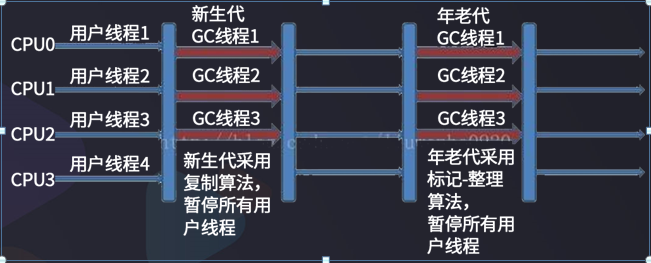 新生代
年老代
CPU0
用户线程1
GC线程1
GC线程1
CPU1
用户线程2
GC线程2
GC线程2
CPU2
用户线程3
GC线程3
GC线程3
CPU3
用户线程4
新生代采用
复制算法，
暂停所有用
户线程
年老代采用
标记-整理
算法，
暂停所有用
户线程